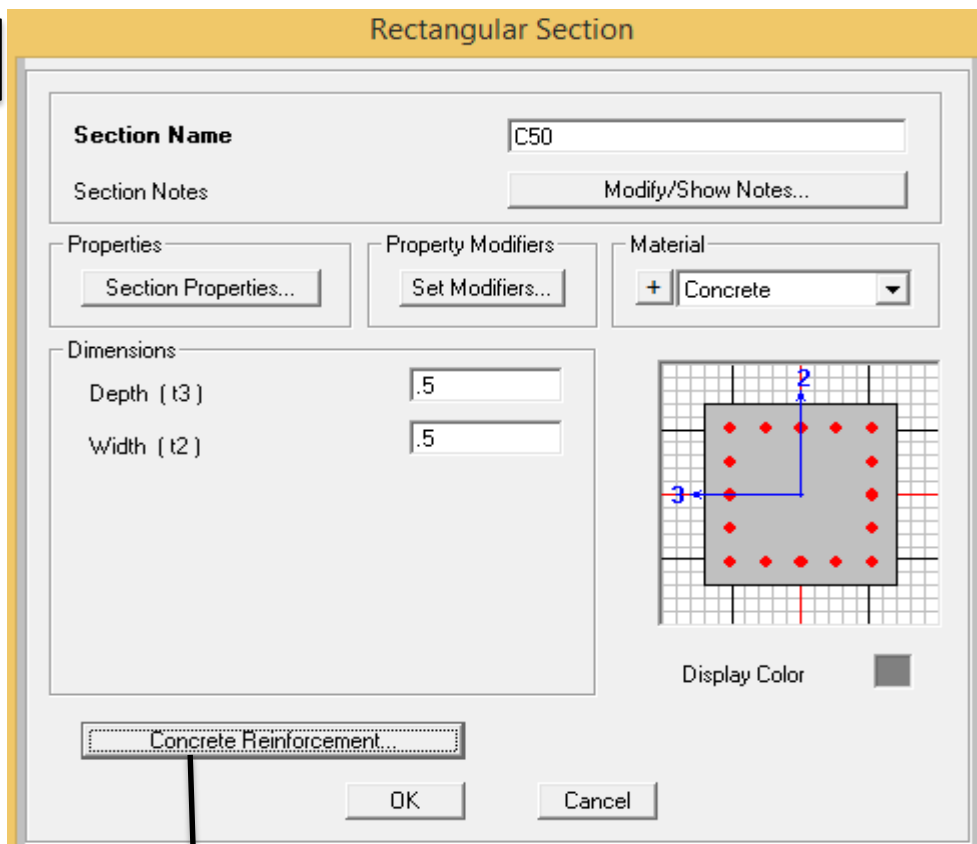 Rectangular Section
Section Name
C50
Section Notes
Modify/Show Notes...
Properties
Property Modifiers
Material
Section Properties...
Set Modifiers...
+
Concrete
Dimensions
Depth ( t3 )
.5
Width ( t2 )
.5
2
3
Display Color
Concrete Reinforcement...
OK
Cancel